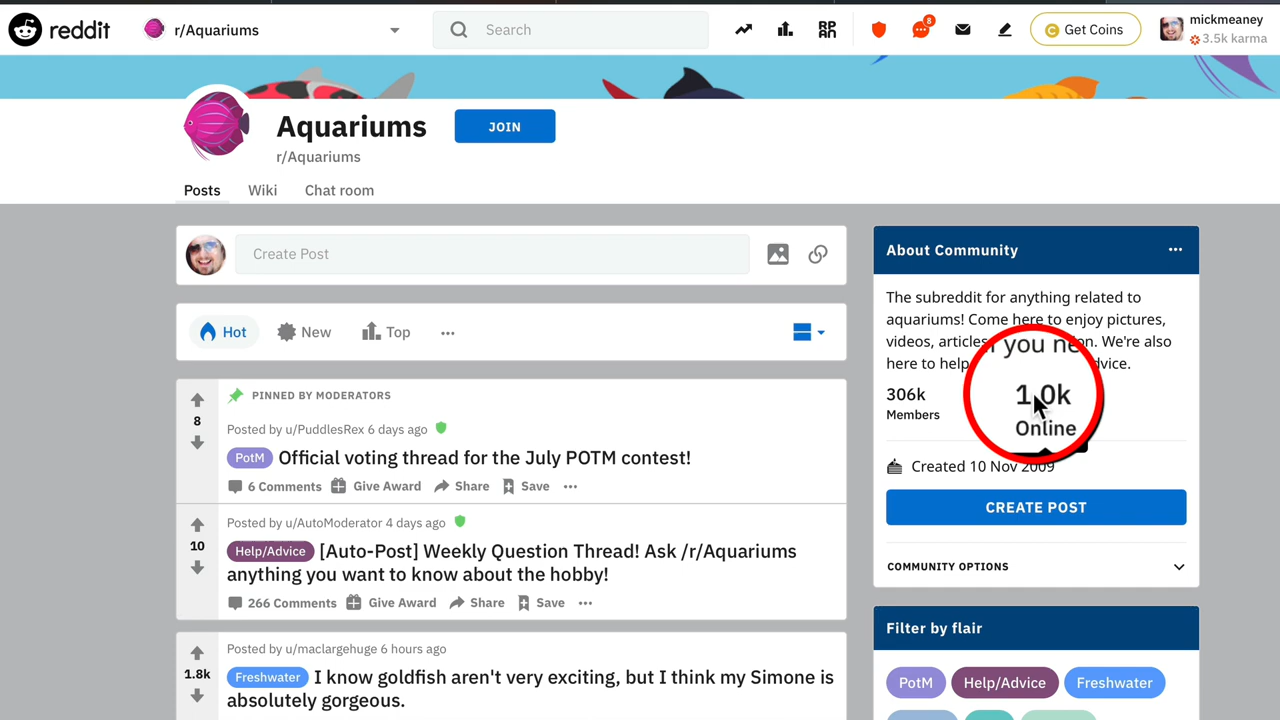 reddit
r/Aquariums
Search
8
Get Coins
mickmeaney
3.5k karma
Aquariums
JOIN
r/Aquariums
Posts
Wiki
Chat room
Create Post
Hot
New
Top
PINNED BY MODERATORS
8
Posted by u/PuddlesRex 6 days ago
PotM Official voting thread for the July POTM contest!
6 Comments Give Award Share Save
Posted by u/AutoModerator 4 days ago
10
Help/Advice [Auto-Post] Weekly Question Thread! Ask /r/Aquariums
anything you want to know about the hobby!
266 Comments Give Award Share Save
Posted by u/maclargehuge 6 hours ago
1.8k
Freshwater I know goldfish aren't very exciting, but I think my Simone is
absolutely gorgeous.
About Community
The subreddit for anything related to
aquariums! Come here to enjoy pictures,
videos, articles We're also
here to help
you
306k
Members
1.0k
Online
Created 10 Nov 2009
CREATE POST
COMMUNITY OPTIONS
Filter by flair
PotM
Help/Advice
Freshwater